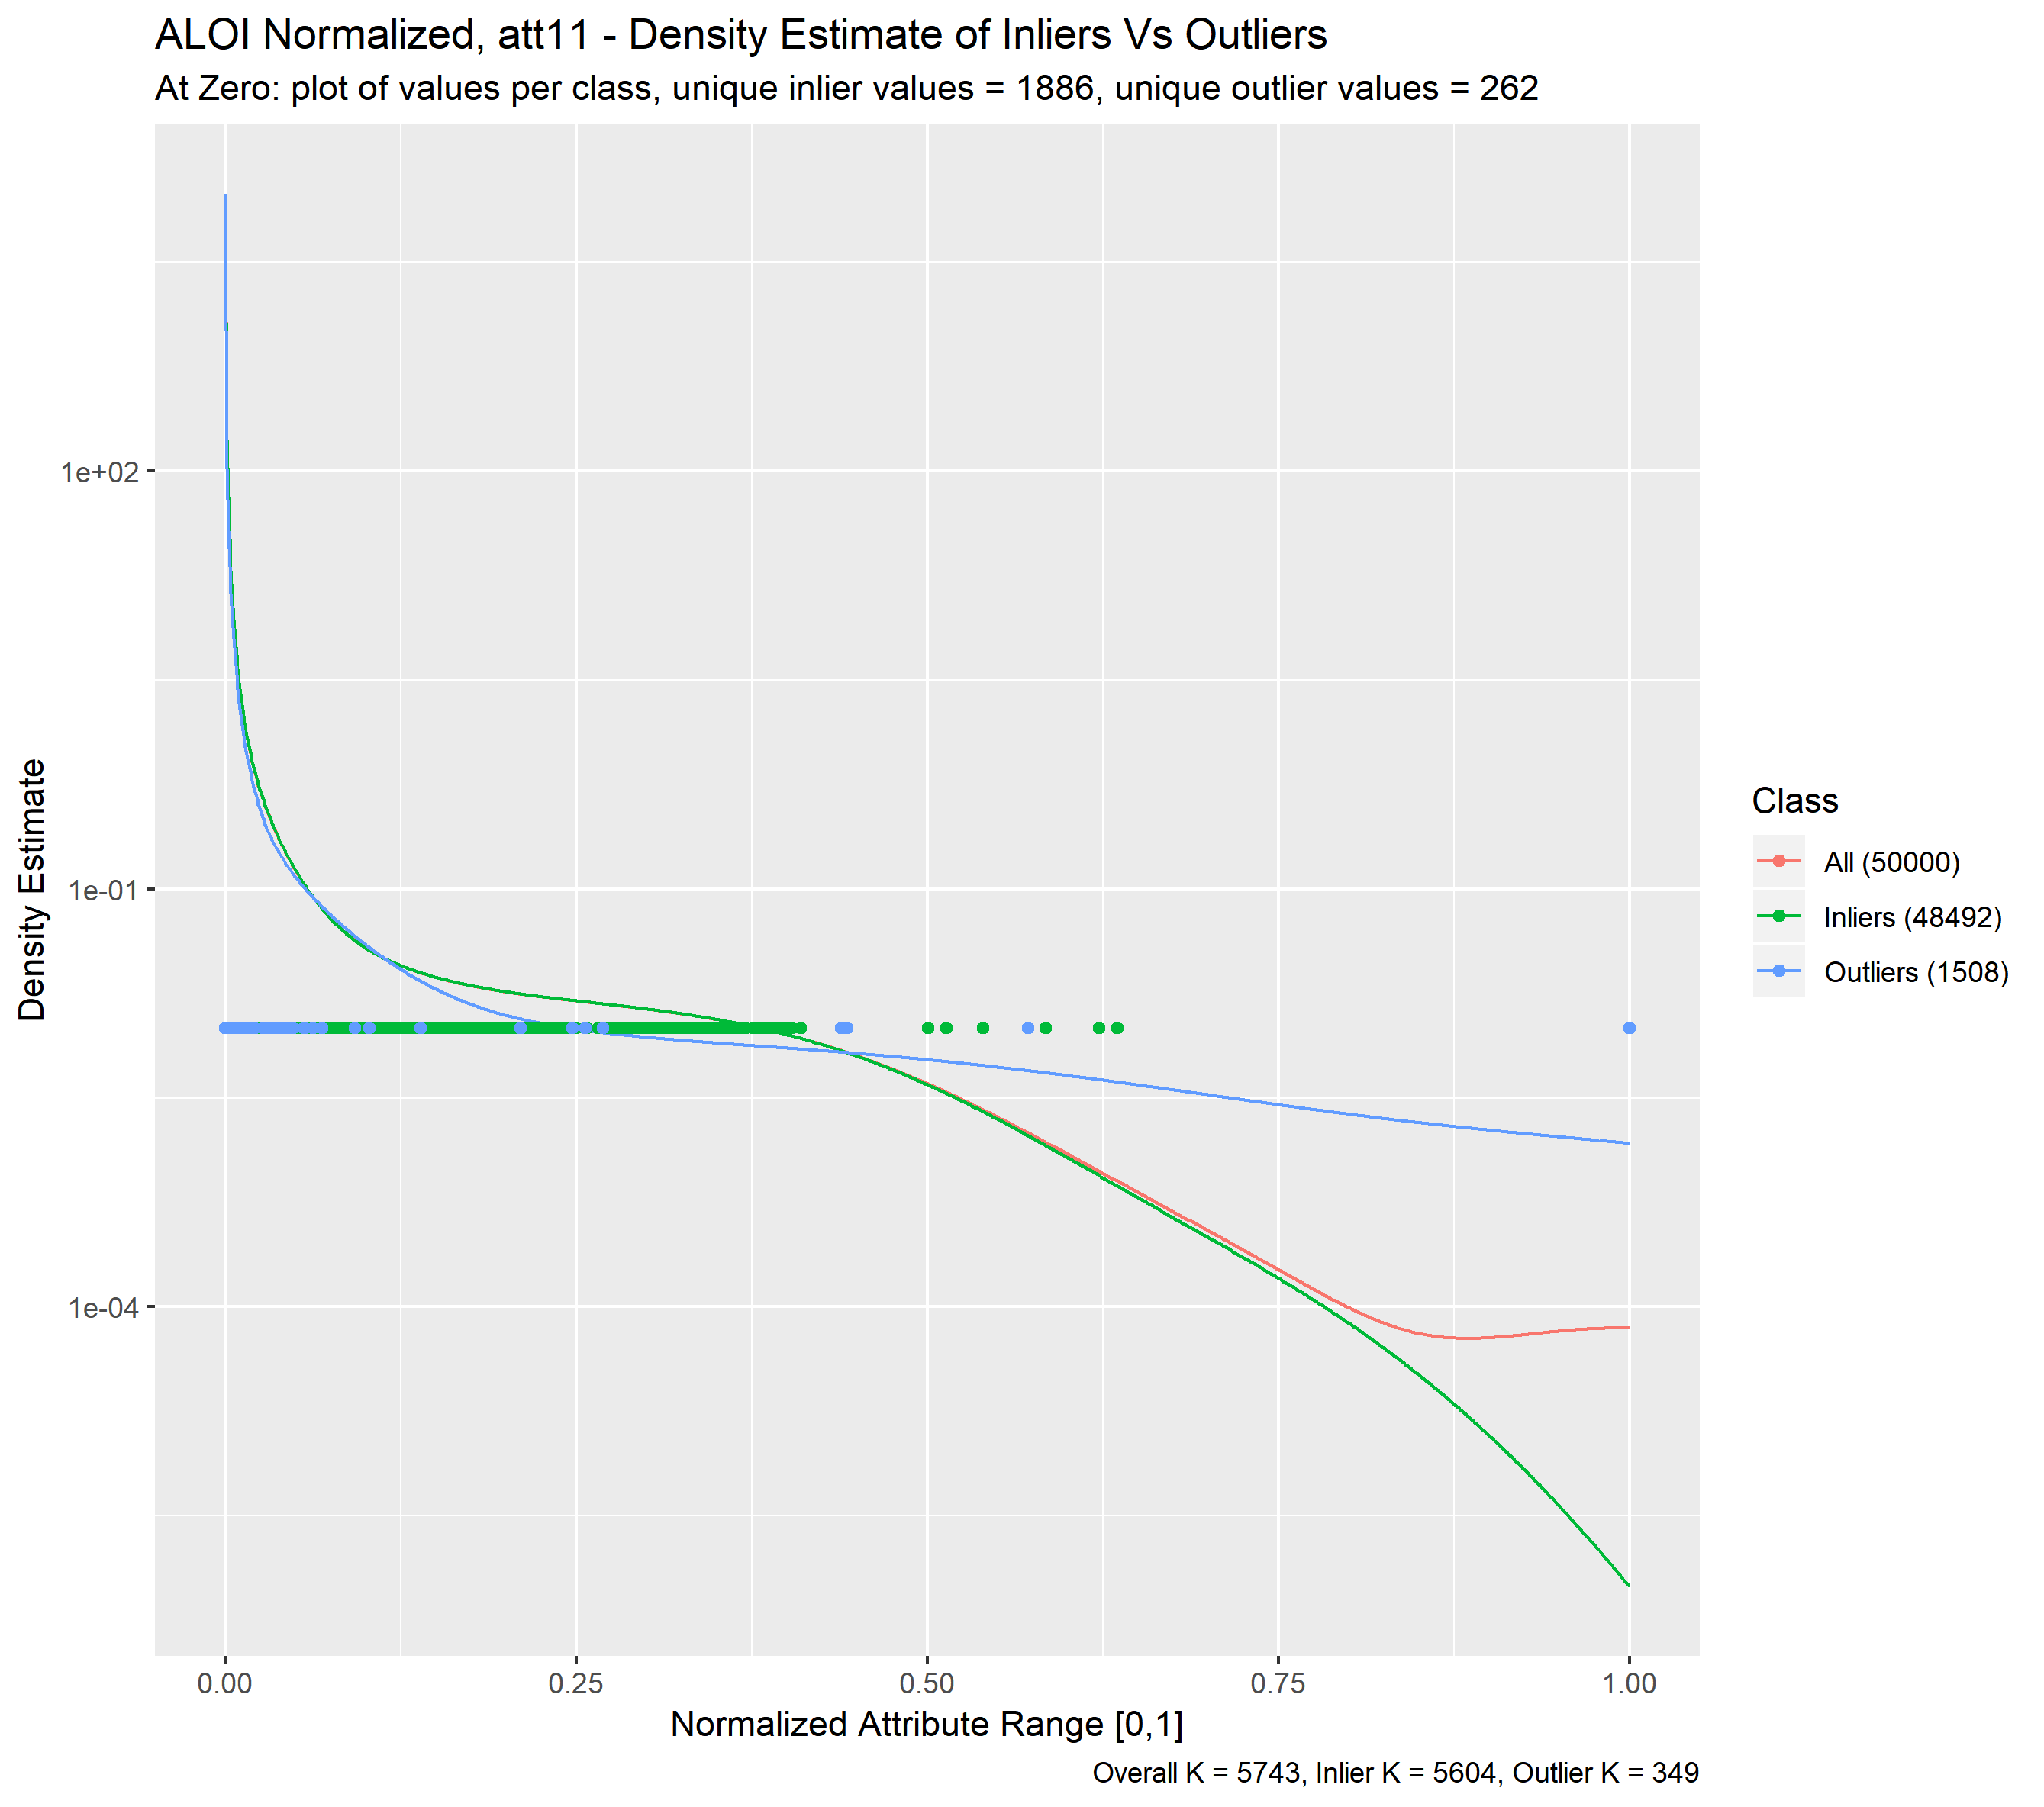 ALOI Normalized, att11 - Density Estimate of Inliers Vs Outliers
At Zero: plot of values per class, unique inlier values = 1886, unique outlier values = 262
Density Estimate
1e+02
1e-01
1e-04
0.00
0.25
0.50
0.75
1.00
Normalized Attribute Range [0,1]
Overall K = 5743, Inlier K = 5604, Outlier K = 349
Class
All (50000)
Inliers (48492)
Outliers (1508)